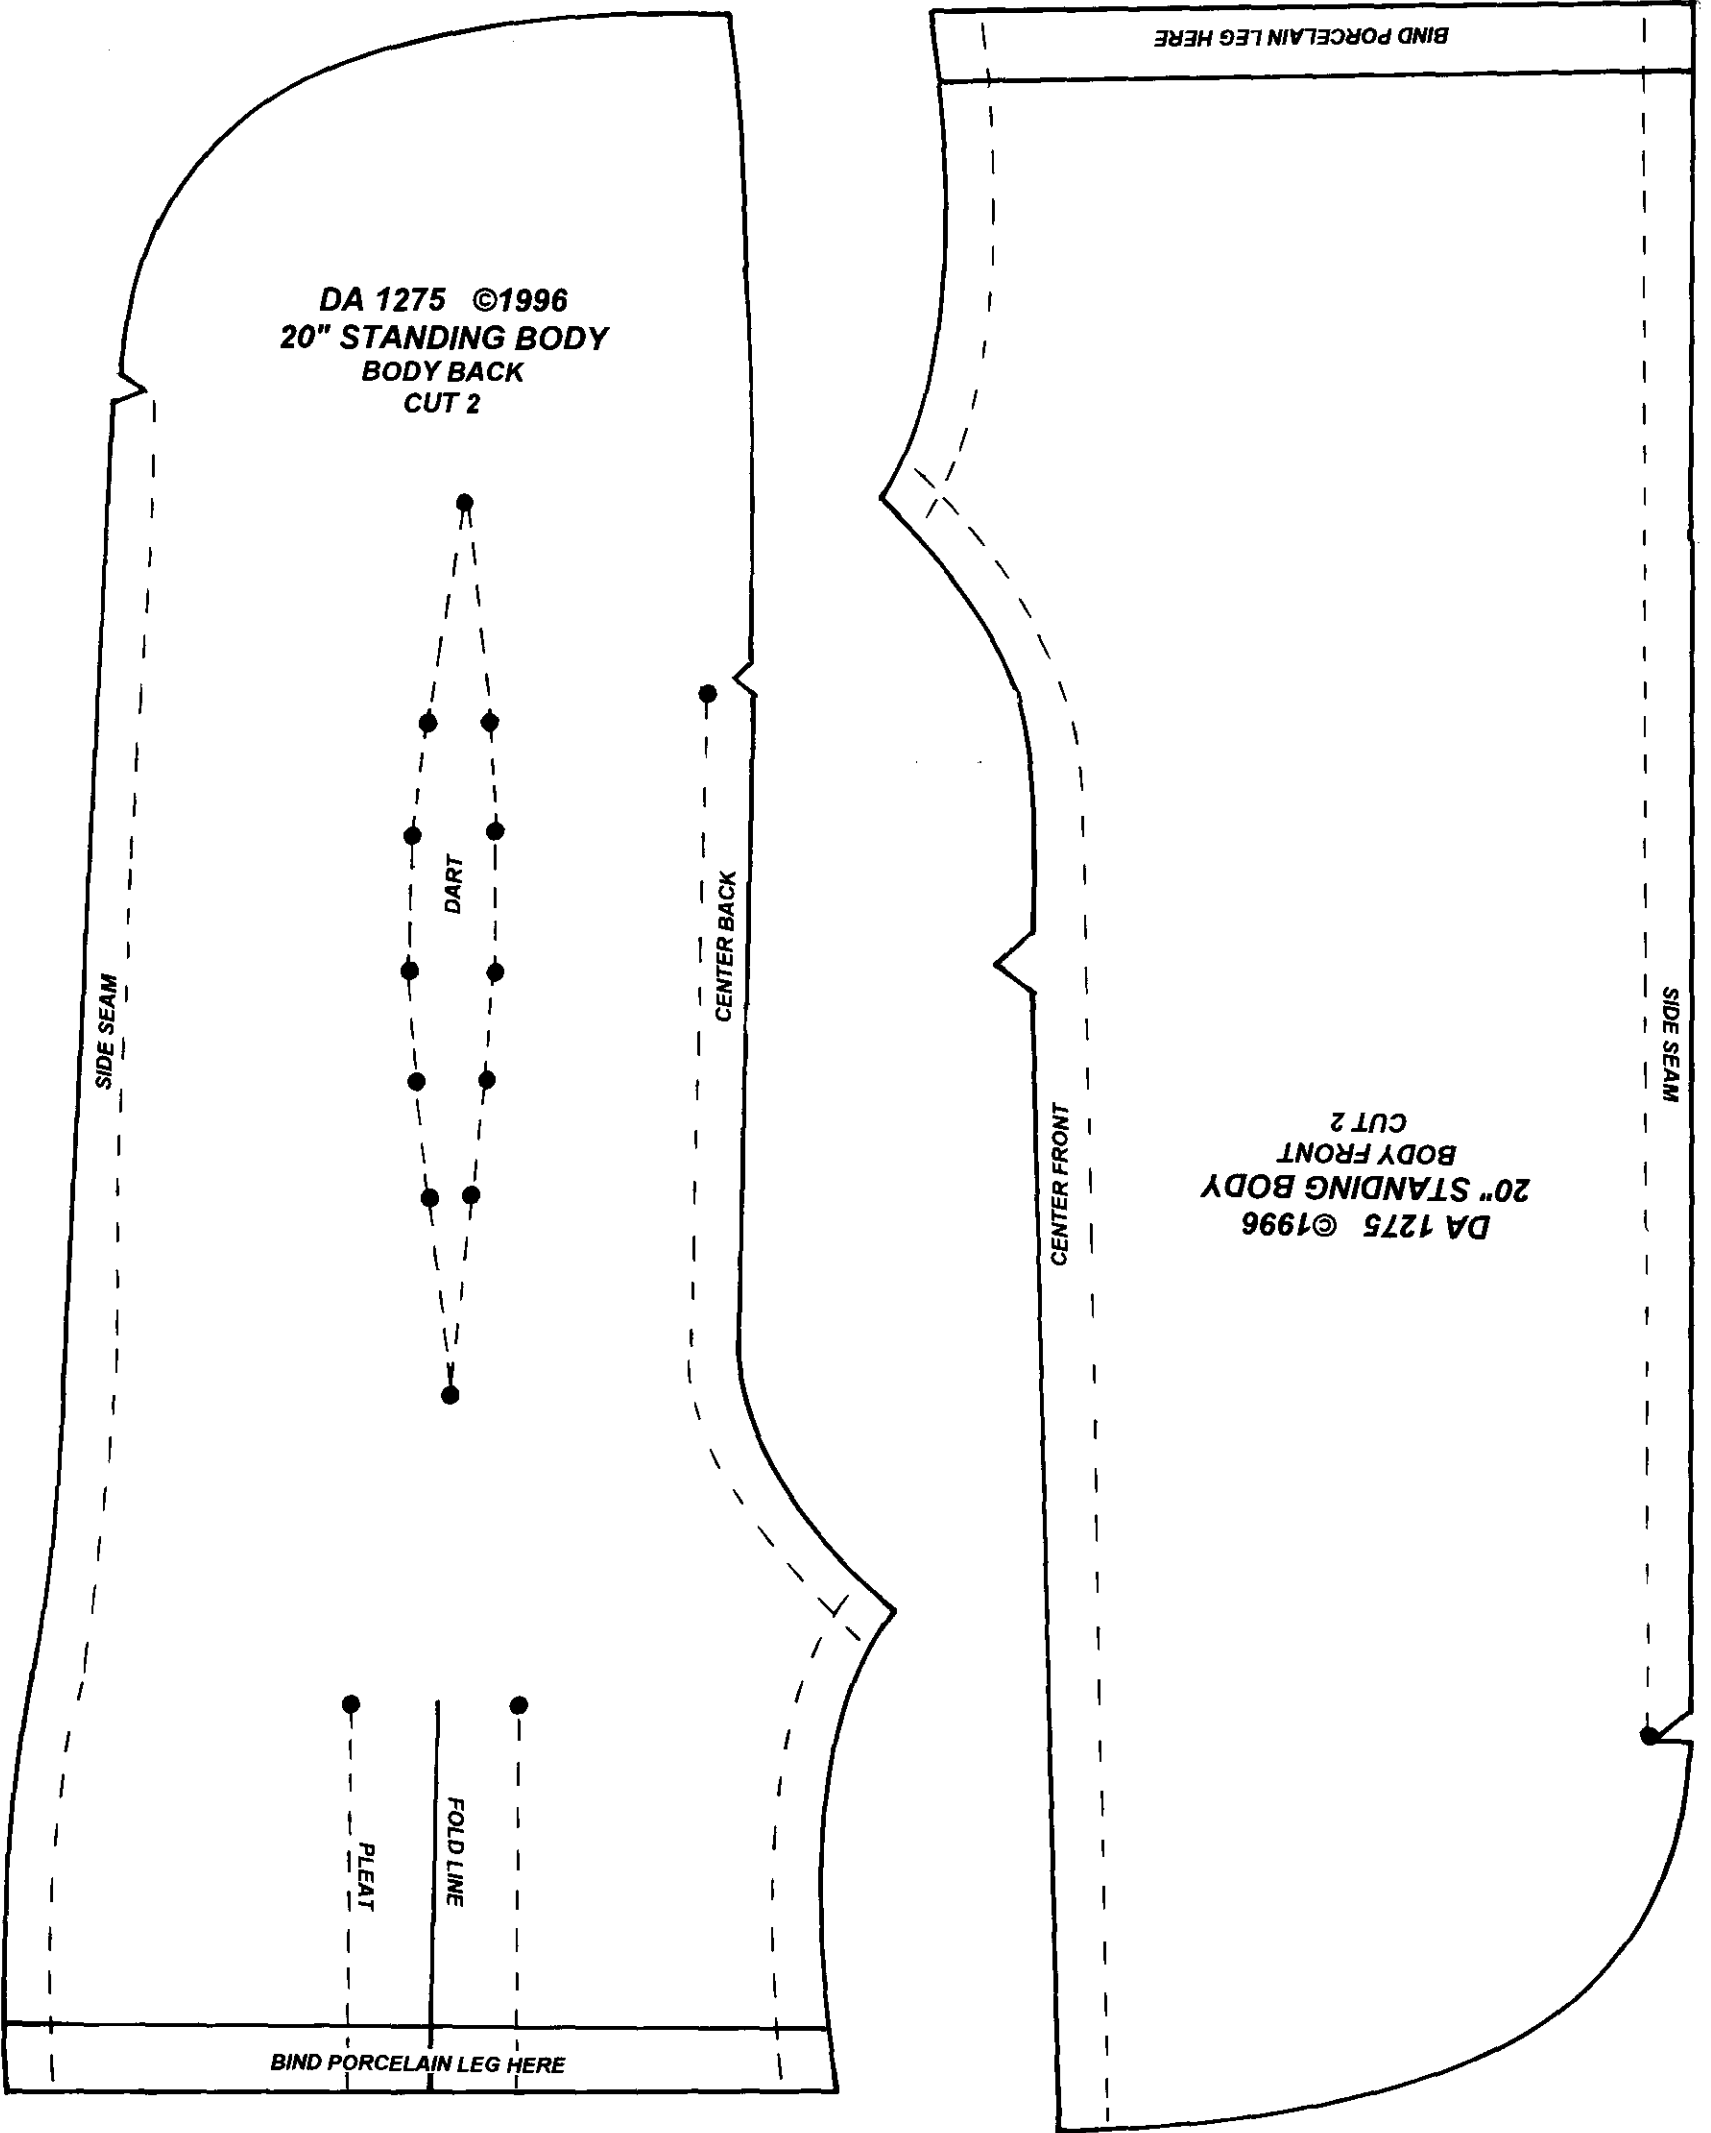 DA 1275 ©1996
20" STANDING BODY
BODY BACK
CUT 2
DART
CENTER BACK
SIDE SEAM
PLEAT
FOLD LINE
BIND PORCELAIN LEG HERE
BIND PORCELAIN LEG HERE
SIDE SEAM
CENTER FRONT
DA 1275 ©1996
20" STANDING BODY
BODY FRONT
CUT 2